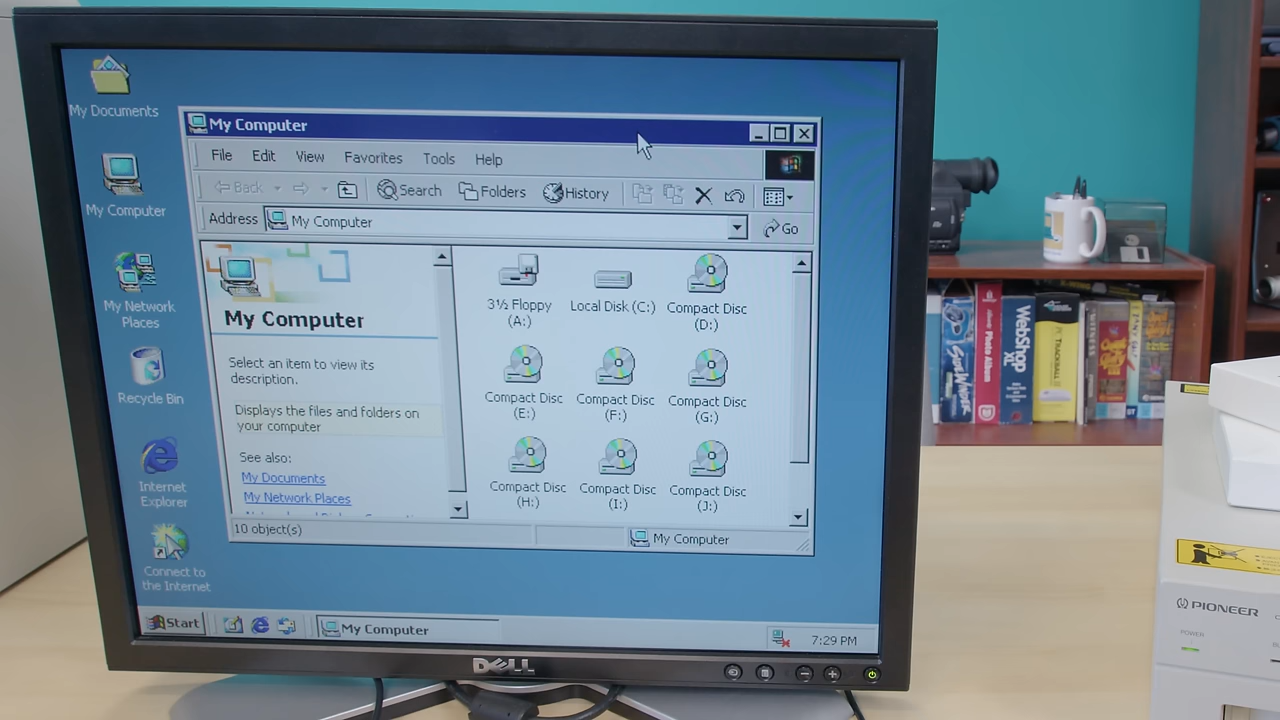 My Documents
My Computer
My Network
Places
Recycle Bin
Internet
Explorer
Connect to
the Internet
My Computer
File Edit View Favorites Tools Help
Back Search Folders History
Address My Computer Go
My Computer
Select an item to view its
description.
Displays the files and folders on
your computer
See also:
My Documents
My Network Places
3½ Floppy
(A:)
Local Disk (C:)
Compact Disc
(D:)
Compact Disc
(E:)
Compact Disc
(F:)
Compact Disc
(G:)
Compact Disc
(H:)
Compact Disc
(I:)
Compact Disc
(J:)
10 object(s) My Computer
Start My Computer 7:29 PM
DELL
SIDEWINDER
Photo Album
WebShop
XL
TRACKBALL
PIONEER
POWER